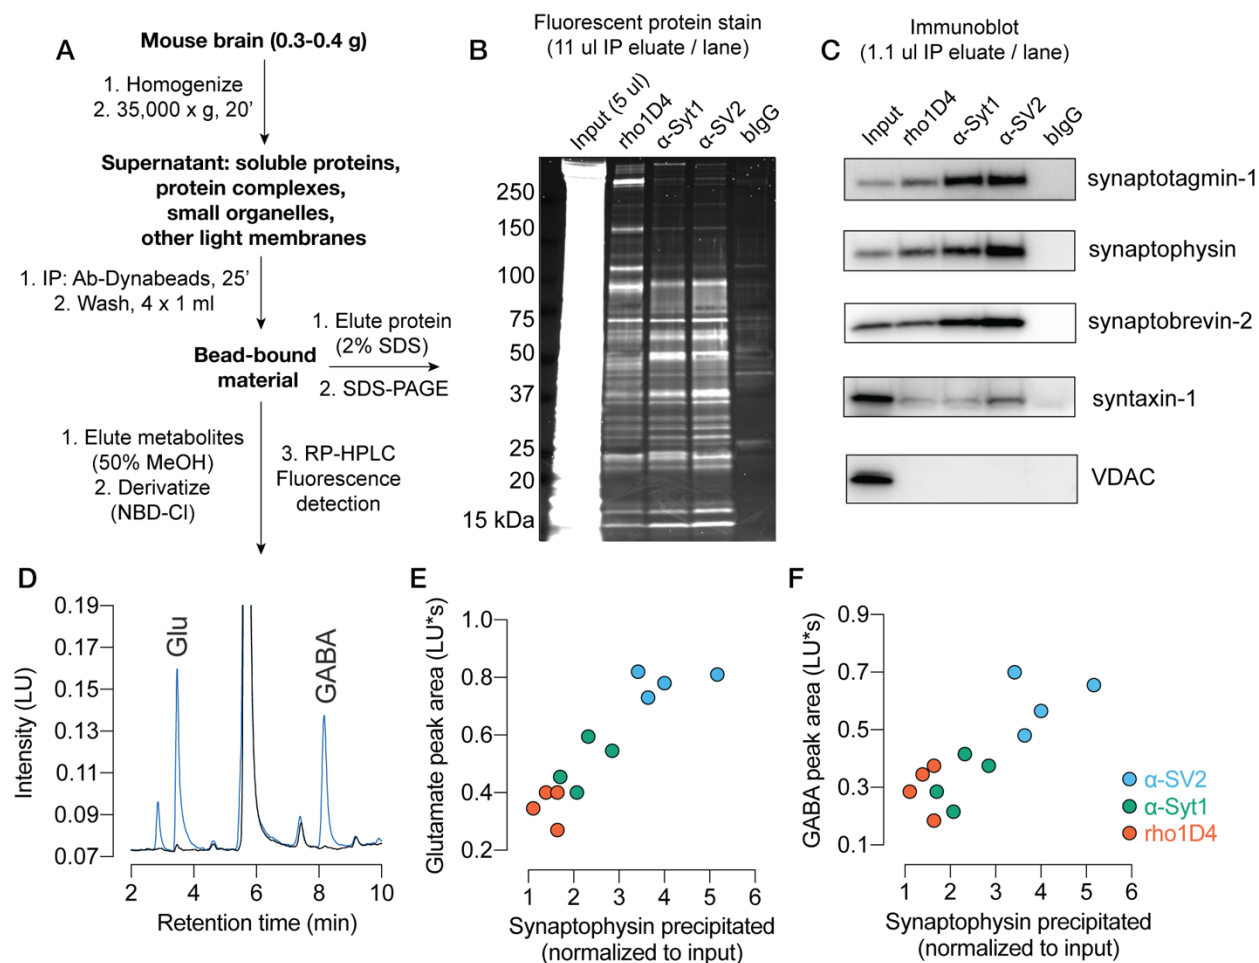 A
Mouse brain (0.3-0.4 g)
1. Homogenize
2. 35,000 x g, 20’
Supernatant: soluble proteins,
protein complexes,
small organelles,
other light membranes
1. IP: Ab-Dynabeads, 25’
2. Wash, 4 x 1 ml
Bead-bound
material
1. Elute protein
(2% SDS)
2. SDS-PAGE
1. Elute metabolites
(50% MeOH)
2. Derivatize
(NBD-Cl)
3. RP-HPLC
Fluorescence
detection
B
Fluorescent protein stain
(11 ul IP eluate / lane)
Input (5 ul)
rho1D4
α-Syt1
α-SV2
bIgG
250
150
100
75
50
37
25
20
15 kDa
C
Immunoblot
(1.1 ul IP eluate / lane)
Input
rho1D4
α-Syt1
α-SV2
bIgG
synaptotagmin-1
synaptophysin
synaptobrevin-2
syntaxin-1
VDAC
D
Intensity (LU)
0.19
0.17
0.15
0.13
0.11
0.09
0.07
Glu
GABA
2 4 6 8 10
Retention time (min)
E
Glutamate peak area (LU*s)
1.0
0.8
0.6
0.4
0.2
1 2 3 4 5 6
Synaptophysin precipitated
(normalized to input)
F
GABA peak area (LU*s)
0.9
0.7
0.5
0.3
0.1
α-SV2
α-Syt1
rho1D4
1 2 3 4 5 6
Synaptophysin precipitated
(normalized to input)